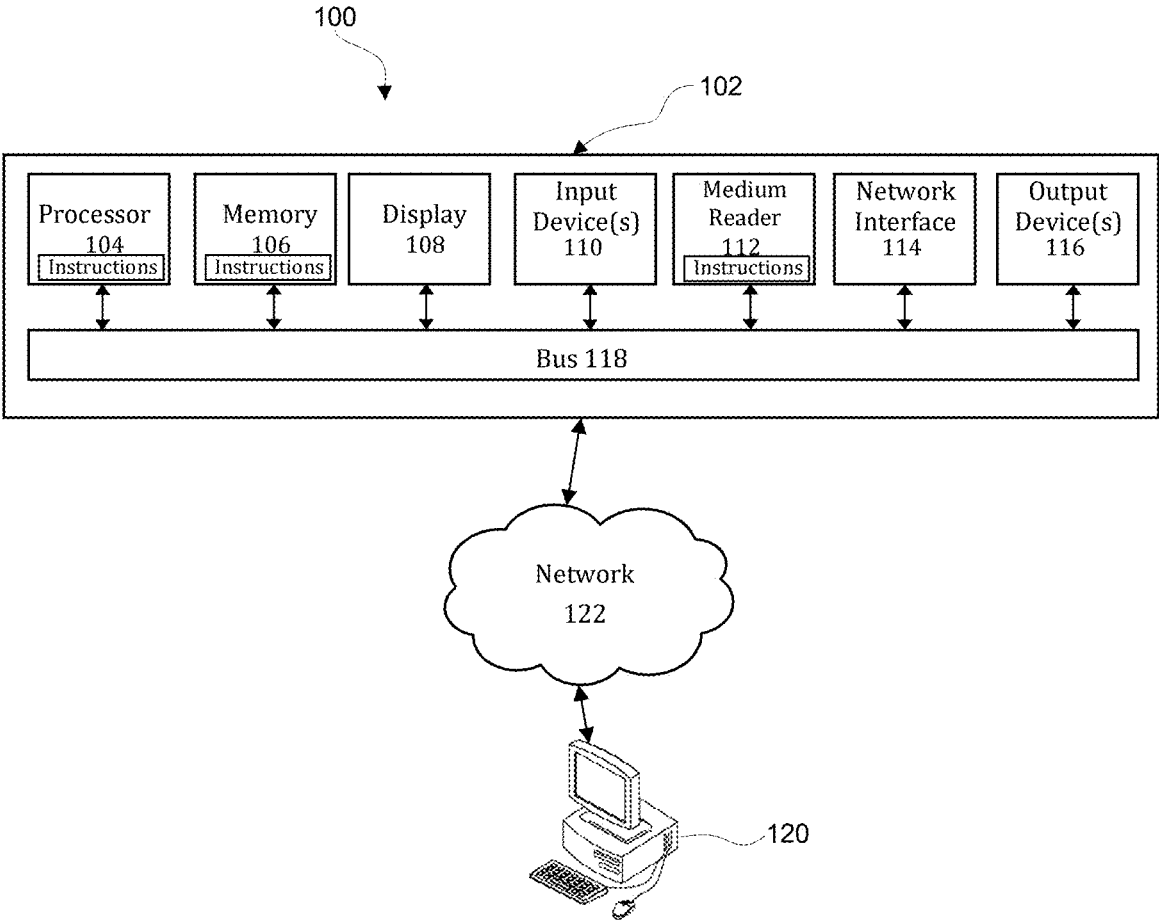 100
102
Processor
104
Instructions
Memory
106
Instructions
Display
108
Input
Device(s)
110
Medium
Reader
112
Instructions
Network
Interface
114
Output
Device(s)
116
Bus 118
Network
122
120